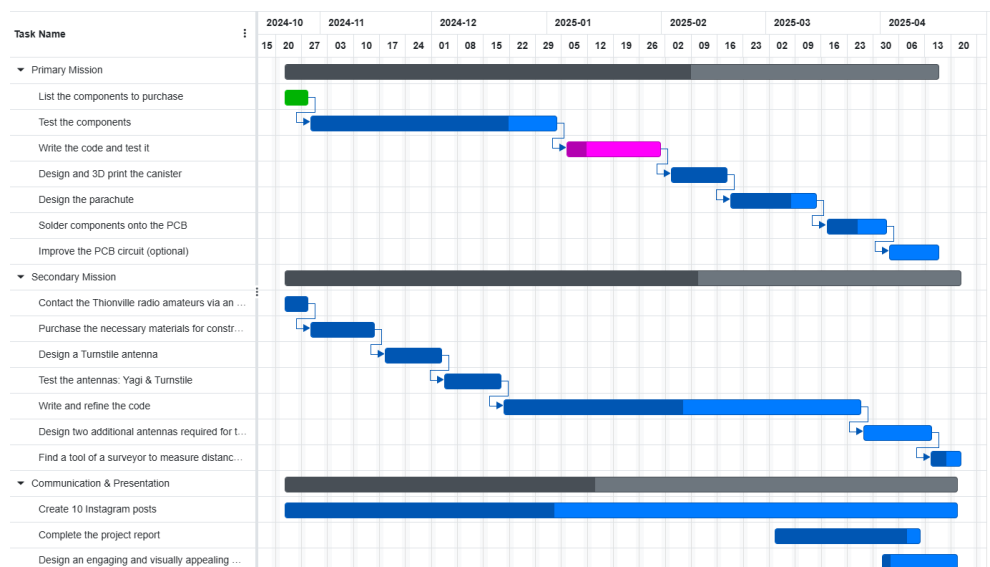 Task Name
2024-10 2024-11 2024-12 2025-01 2025-02 2025-03 2025-04
15 20 27 03 10 17 24 01 08 15 22 29 05 12 19 26 02 09 16 23 02 09 16 23 30 06 13 20
Primary Mission
List the components to purchase
Test the components
Write the code and test it
Design and 3D print the canister
Design the parachute
Solder components onto the PCB
Improve the PCB circuit (optional)
Secondary Mission
Contact the Thionville radio amateurs via an ...
Purchase the necessary materials for constr...
Design a Turnstile antenna
Test the antennas: Yagi & Turnstile
Write and refine the code
Design two additional antennas required for t...
Find a tool of a surveyor to measure distanc...
Communication & Presentation
Create 10 Instagram posts
Complete the project report
Design an engaging and visually appealing ...